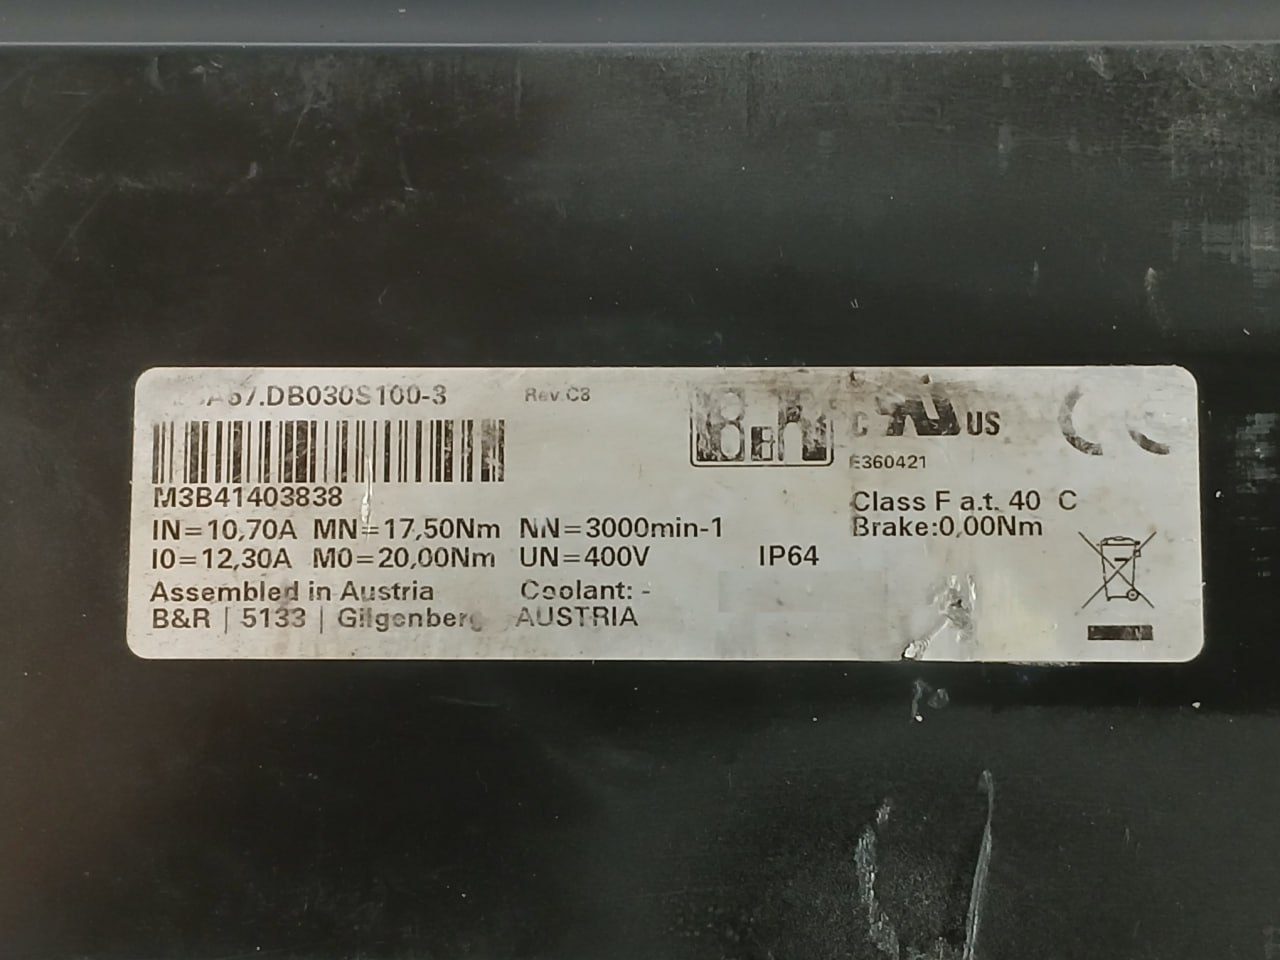 A67.DB030S100-3 Rev.C8
B&R
C UL US
CE
E360421
M3B41403838
Class F a.t. 40 C
IN=10,70A MN=17,50Nm NN=3000min-1
Brake:0,00Nm
I0=12,30A M0=20,00Nm UN=400V IP64
Assembled in Austria Coolant: -
B&R | 5133 | Gilgenberg AUSTRIA